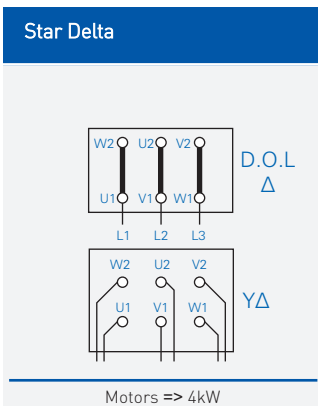 Star Delta
W2 U2 V2
D.O.L
Δ
U1 V1 W1
L1 L2 L3
W2 U2 V2
YΔ
U1 V1 W1
Motors => 4kW